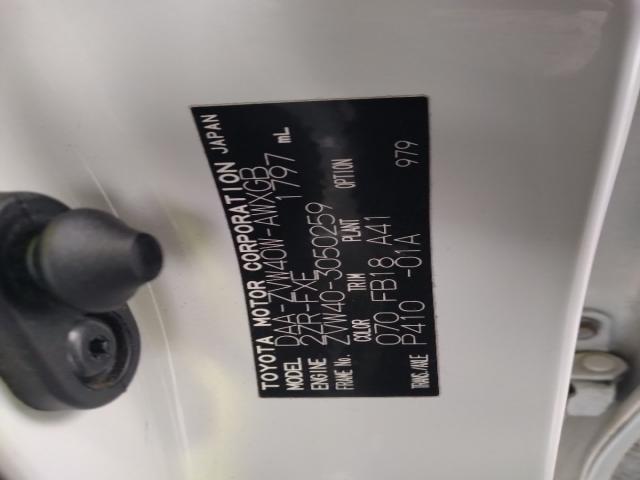 TOYOTA MOTOR CORPORATION JAPAN
MODEL DAA-ZVW40W-AWXGB
ENGINE 2ZR-FXE 1797 mL
FRAME No. ZVW40-3050259
COLOR TRIM PLANT OPTION
070 FB18 A41 979
TRANS/AXLE P410 -01A